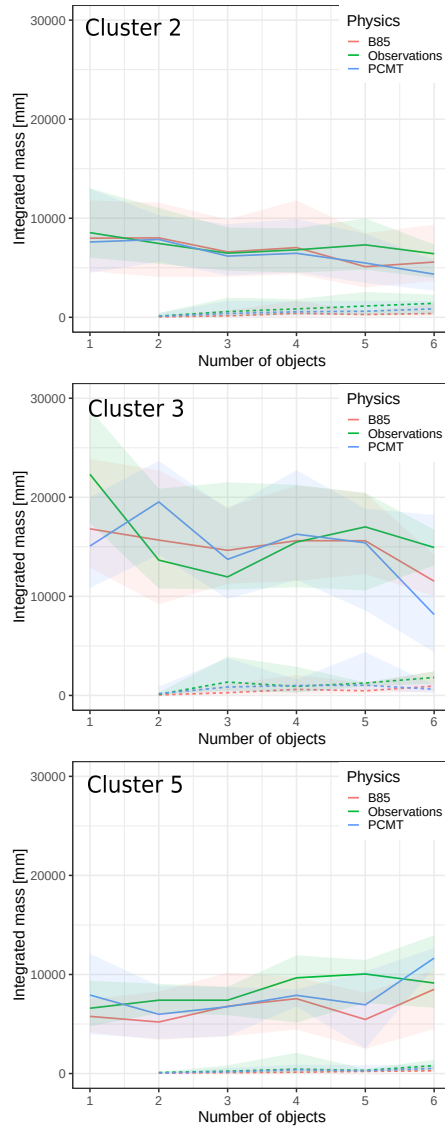 Cluster 2
Physics
B85
Observations
PCMT
30000
20000
10000
0
Integrated mass [mm]
1 2 3 4 5 6
Number of objects
Cluster 3
Physics
B85
Observations
PCMT
30000
20000
10000
0
Integrated mass [mm]
1 2 3 4 5 6
Number of objects
Cluster 5
Physics
B85
Observations
PCMT
30000
20000
10000
0
Integrated mass [mm]
1 2 3 4 5 6
Number of objects